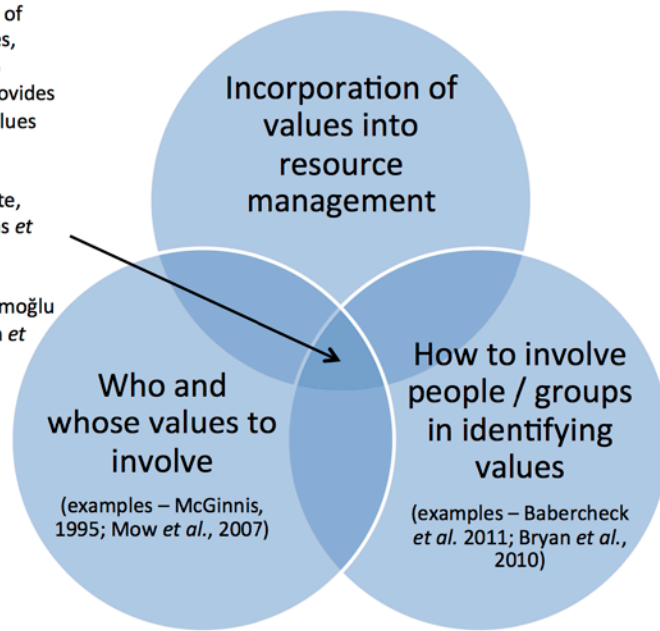 of
es,
ovides
lues
te,
s et
moğlu
n et
Incorporation of
values into
resource
management
Who and
whose values to
involve
(examples – McGinnis,
1995; Mow et al., 2007)
How to involve
people / groups
in identifying
values
(examples – Babercheck
et al. 2011; Bryan et al.,
2010)